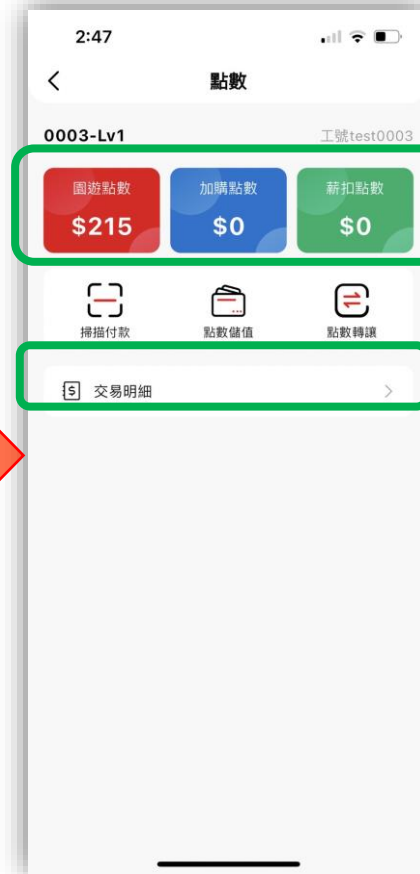 2:47
點數
0003-Lv1 工號test0003
園遊點數 加購點數 薪扣點數
$215 $0 $0
掃描付款 點數儲值 點數轉讓
交易明細